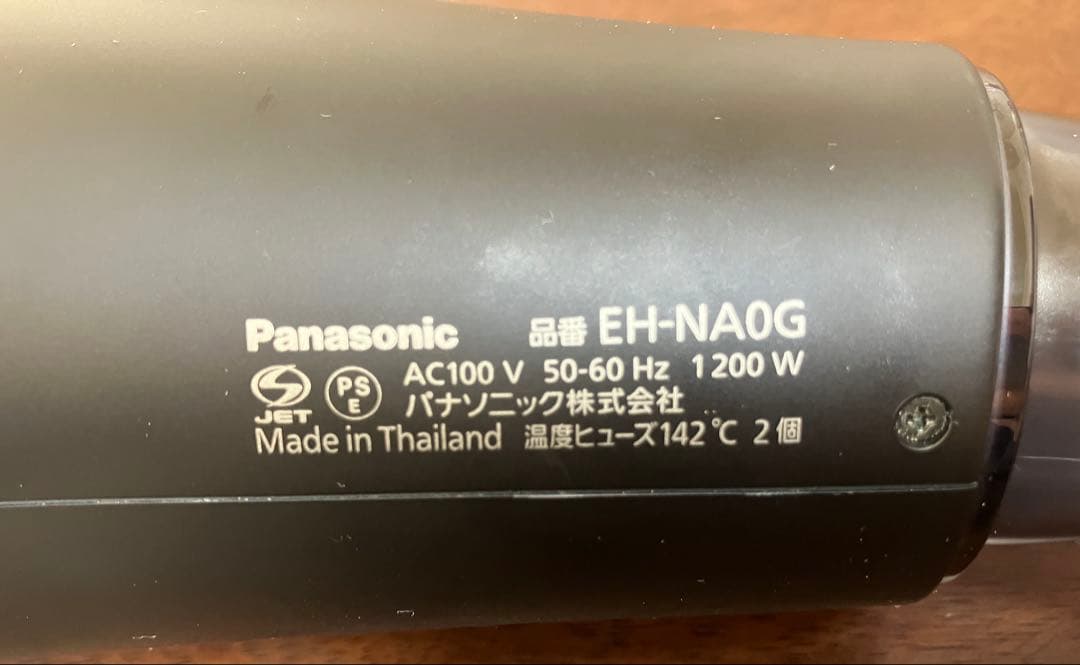 Panasonic 品番 EH-NA0G
JET PS E AC100 V 50-60 Hz 1200 W
パナソニック株式会社
Made in Thailand 温度ヒューズ142℃ 2個